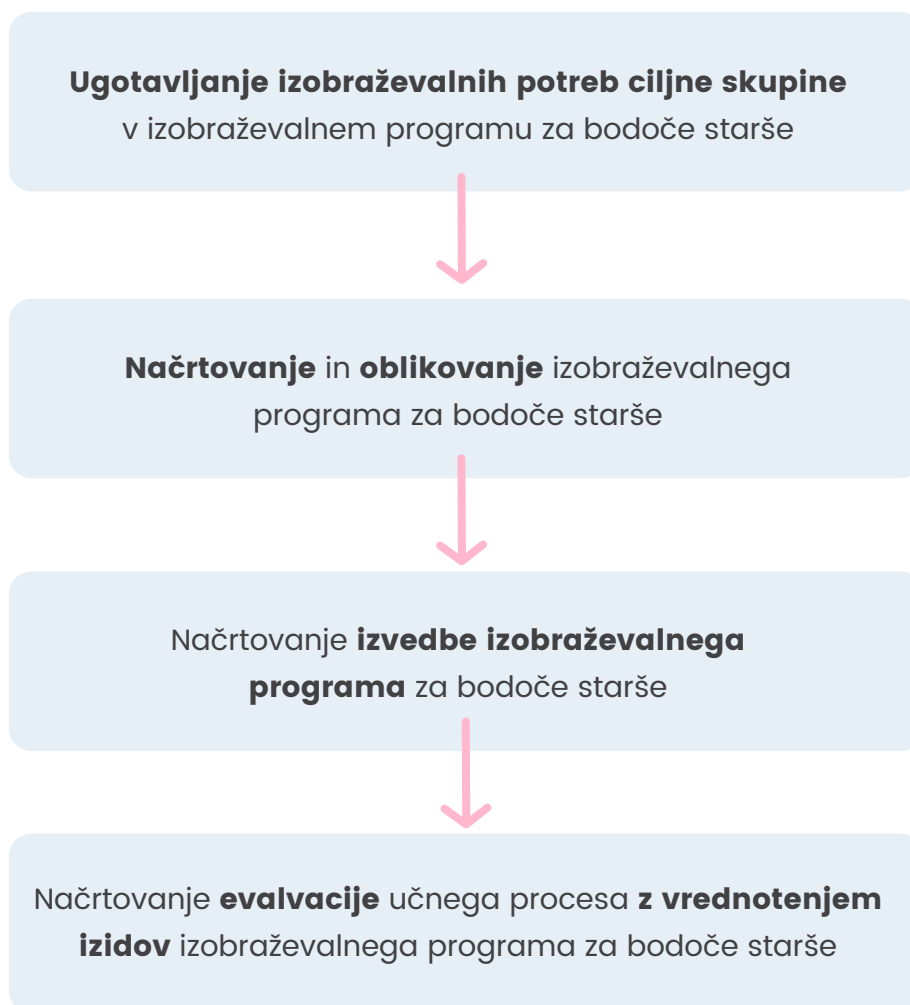 Ugotavljanje izobraževalnih potreb ciljne skupine
v izobraževalnem programu za bodoče starše
Načrtovanje in oblikovanje izobraževalnega
programa za bodoče starše
Načrtovanje izvedbe izobraževalnega
programa za bodoče starše
Načrtovanje evalvacije učnega procesa z vrednotenjem
izidov izobraževalnega programa za bodoče starše